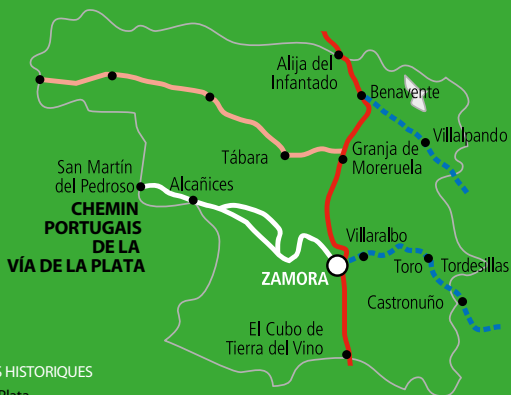 Alija del
Infantado
Benavente
Villalpando
Granja de
Moreruela
Tábara
San Martín
del Pedroso
Alcañices
CHEMIN
PORTUGAIS
DE LA
VÍA DE LA PLATA
Villaralbo
ZAMORA
Toro
Tordesillas
Castronuño
El Cubo de
Tierra del Vino
HISTORIQUES